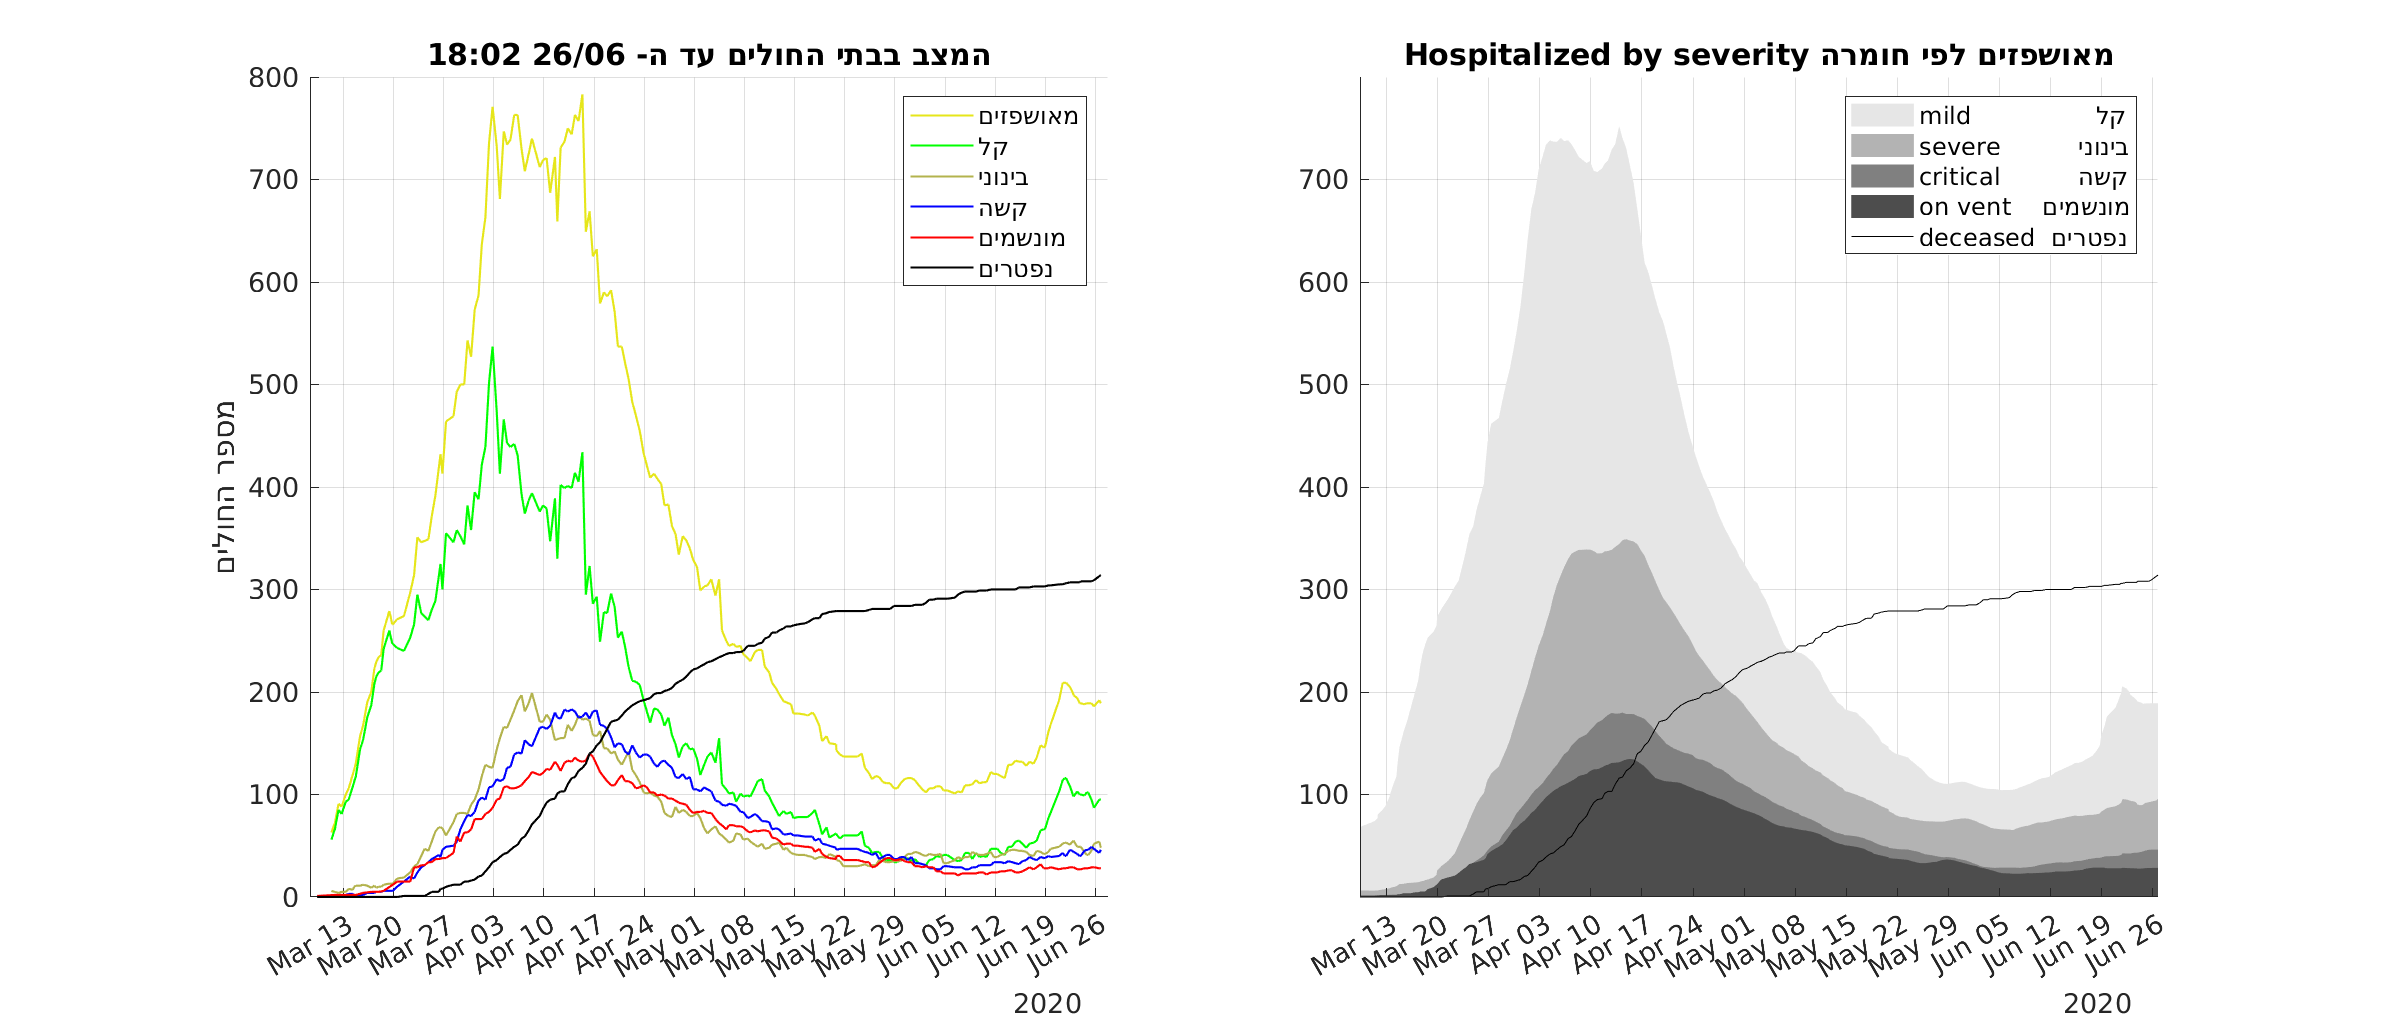 המצב בבתי החולים עד ה- 26/06 18:02
800
700
600
500
400
300
200
100
0
מספר החולים
מאושפזים
קל
בינוני
קשה
מונשמים
נפטרים
Mar 13
Mar 20
Mar 27
Apr 03
Apr 10
Apr 17
Apr 24
May 01
May 08
May 15
May 22
May 29
Jun 05
Jun 12
Jun 19
Jun 26
2020
Hospitalized by severity מאושפזים לפי חומרה
700
600
500
400
300
200
100
mild קל
severe בינוני
critical קשה
on vent מונשמים
deceased נפטרים
Mar 13
Mar 20
Mar 27
Apr 03
Apr 10
Apr 17
Apr 24
May 01
May 08
May 15
May 22
May 29
Jun 05
Jun 12
Jun 19
Jun 26
2020